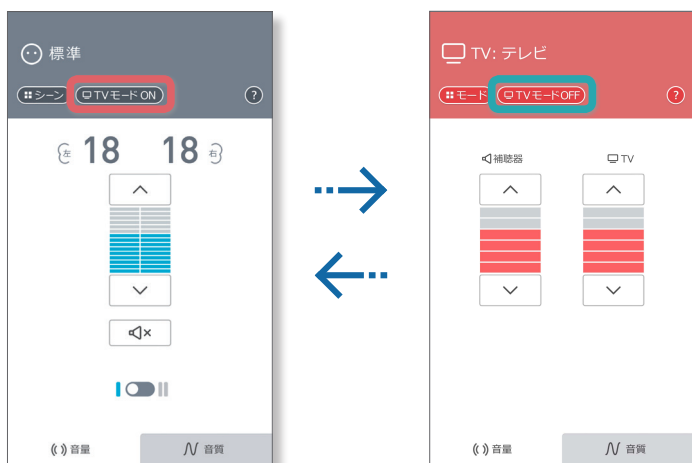 標準
シーン
TVモード ON
?
左 18 18 右
音量
音質
TV: テレビ
モード
TVモードOFF
?
補聴器
TV
音量
音質